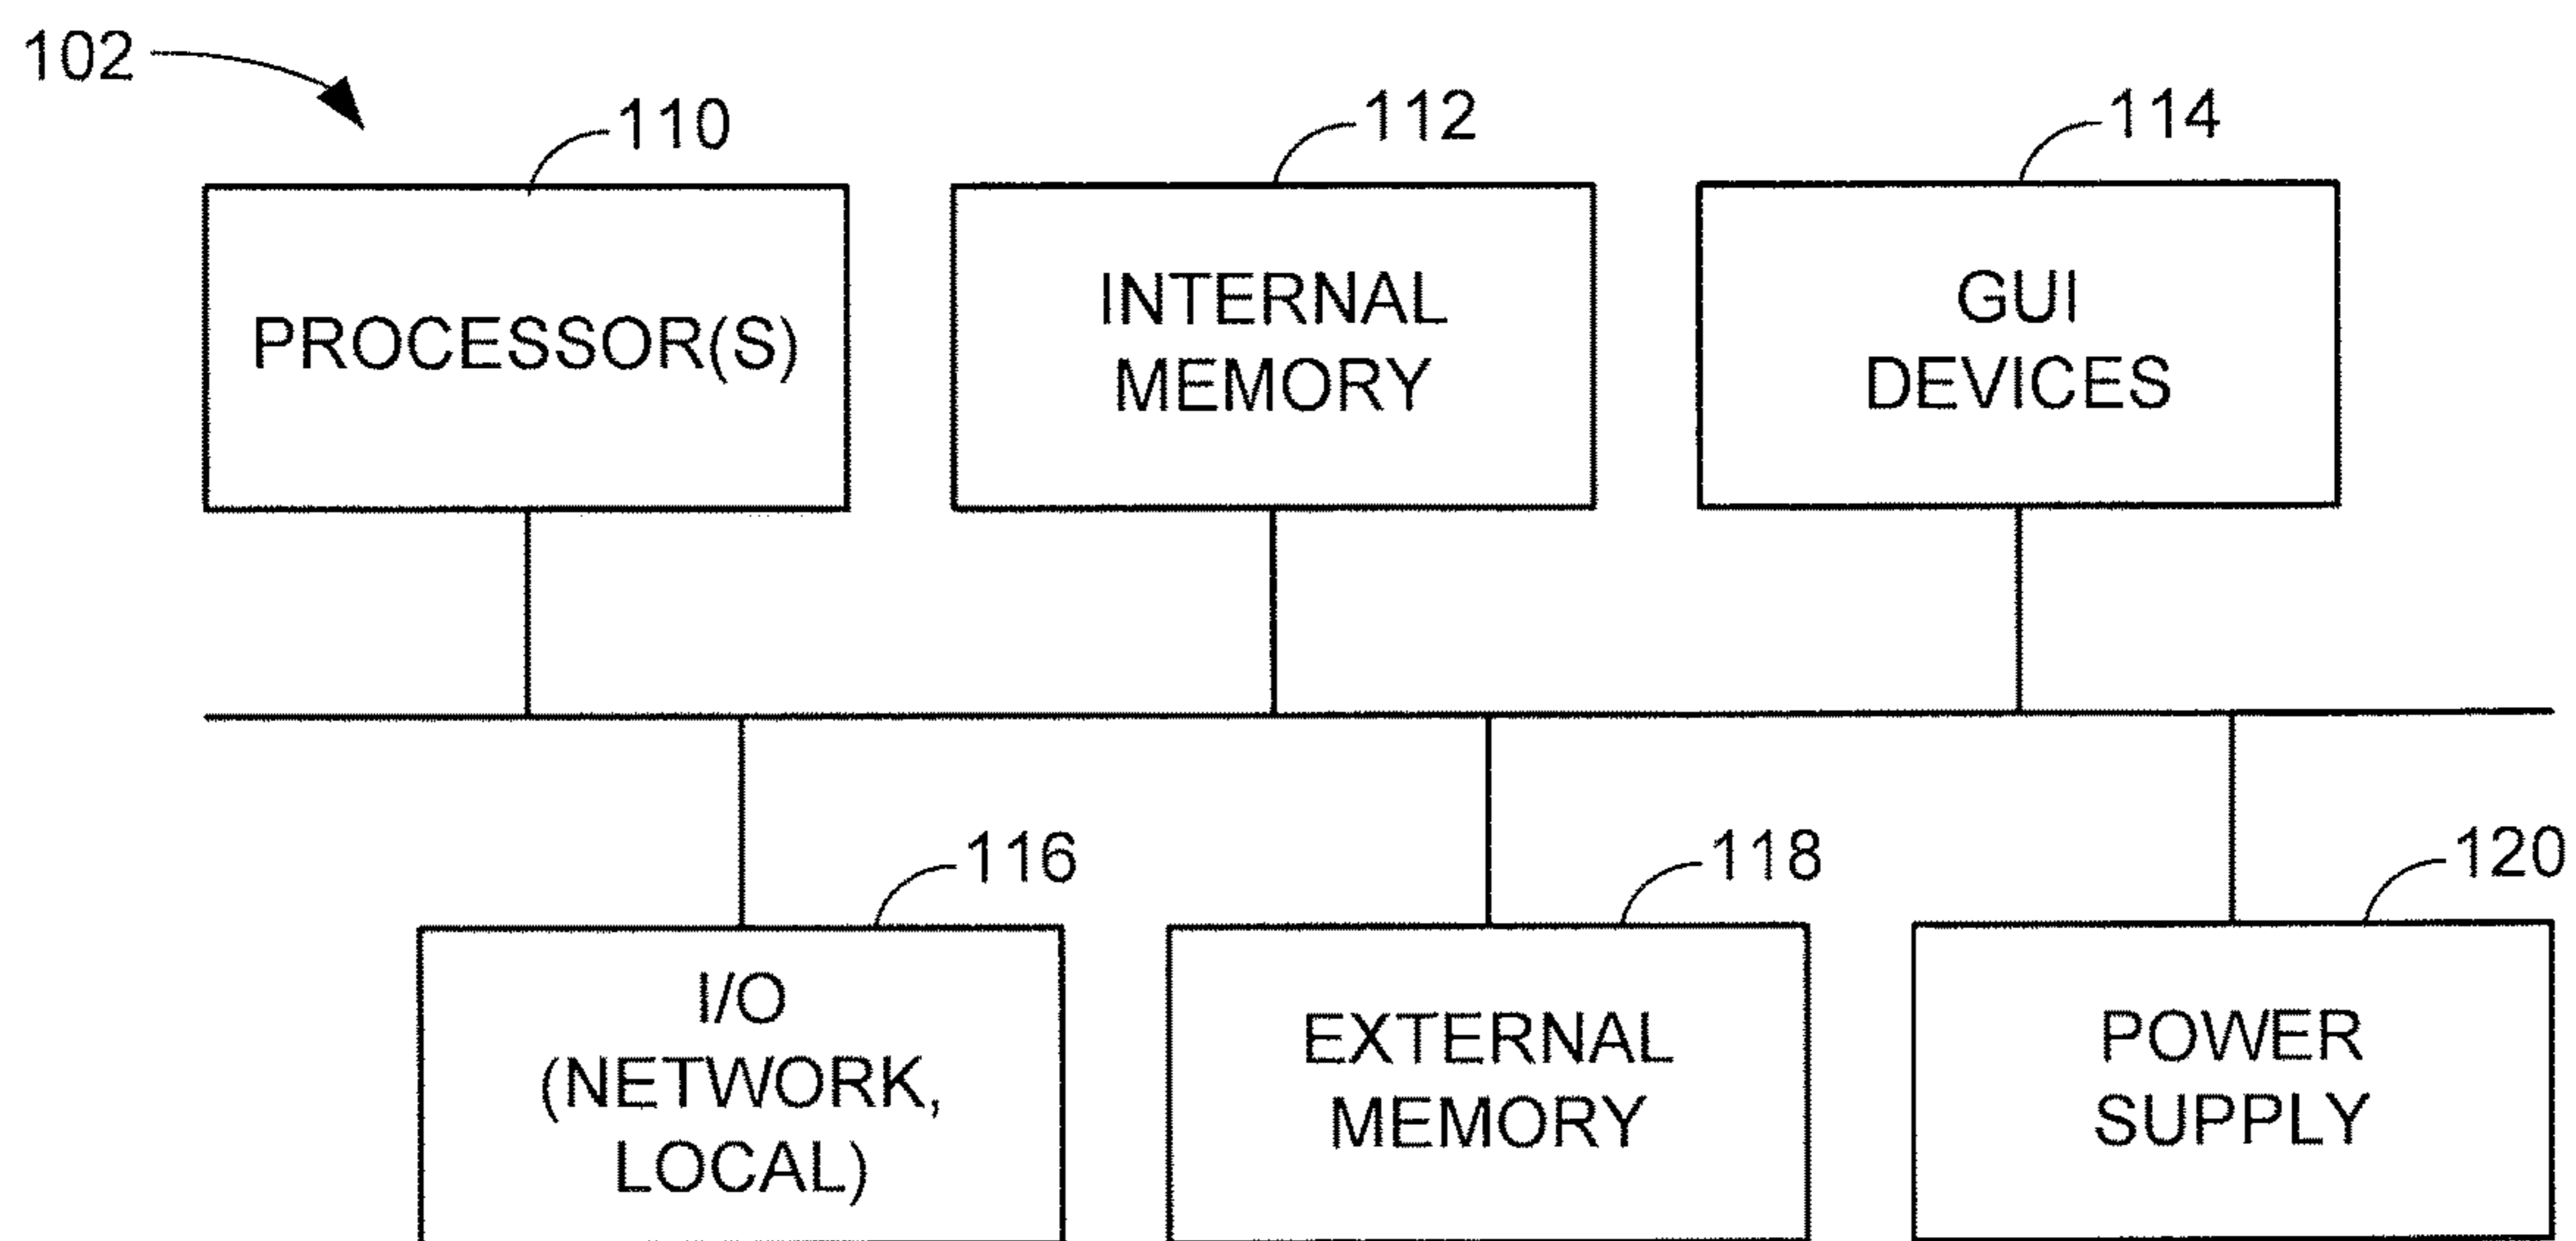 102
110
112
114
PROCESSOR(S)
INTERNAL
MEMORY
GUI
DEVICES
116
118
120
I/O
(NETWORK,
LOCAL)
EXTERNAL
MEMORY
POWER
SUPPLY